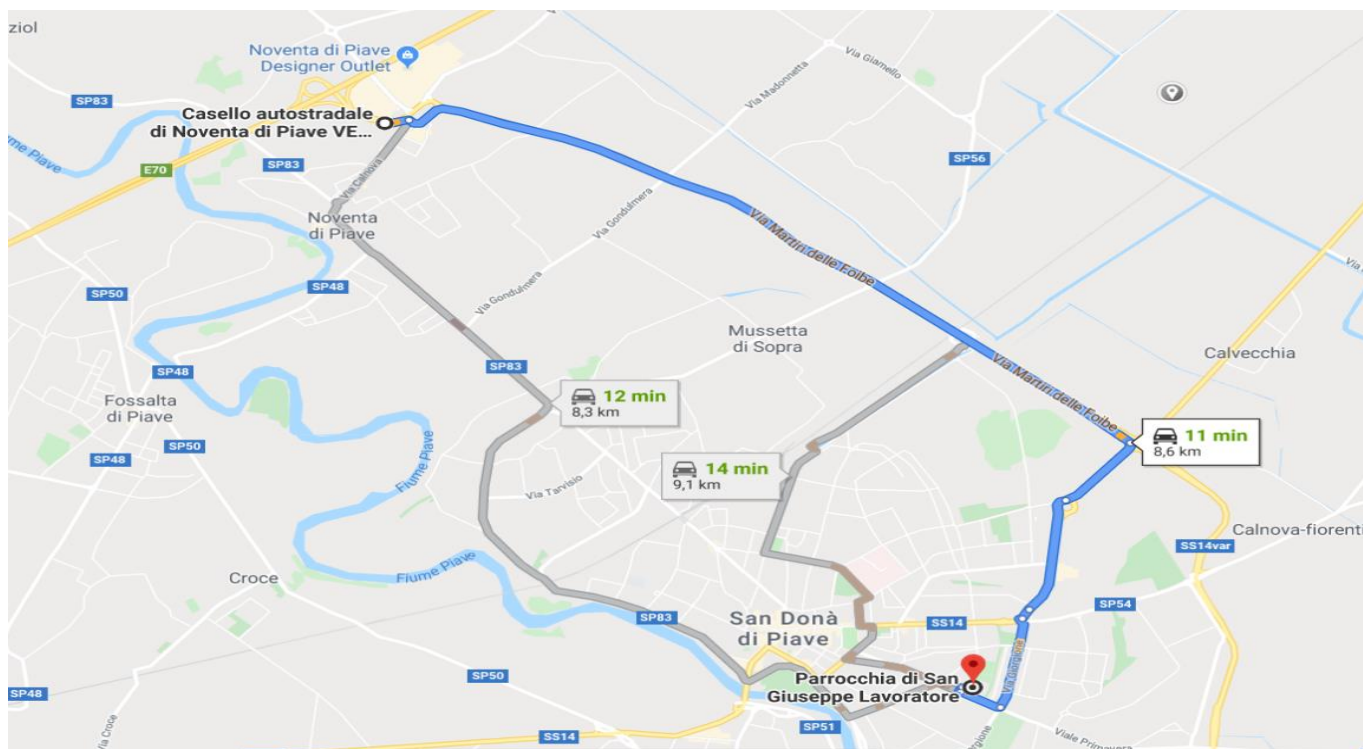 ziol
Noventa di Piave
Designer Outlet
Via Giamello
Via Madonnetta
SP83
Casello autostradale
di Noventa di Piave VE...
SP56
SP83
E70
Via Calnova
Noventa
di Piave
Via Gondulmera
Via Martiri delle Foibe
SP50
SP48
Via Gondulmera
Mussetta
di Sopra
SP83
Calvecchia
SP48
Via Martiri delle Foibe
Fossalta
di Piave
12 min
8,3 km
11 min
8,6 km
SP50
SP48
Fiume Piave
14 min
9,1 km
Via Tarvisio
Calnova-fiorenti
SS14var
Croce
Fiume Piave
SP83
San Donà
di Piave
SS14
SP54
Via Giorgione
SP50
Parrocchia di San
Giuseppe Lavoratore
SP48
Via Croce
SP51
Viale Primavera
SS14